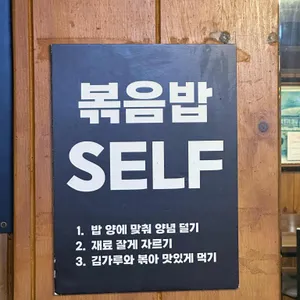 볶음밥
SELF
1. 밥 양에 맞춰 양념 덜기
2. 재료 잘게 자르기
3. 김가루와 볶아 맛있게 먹기